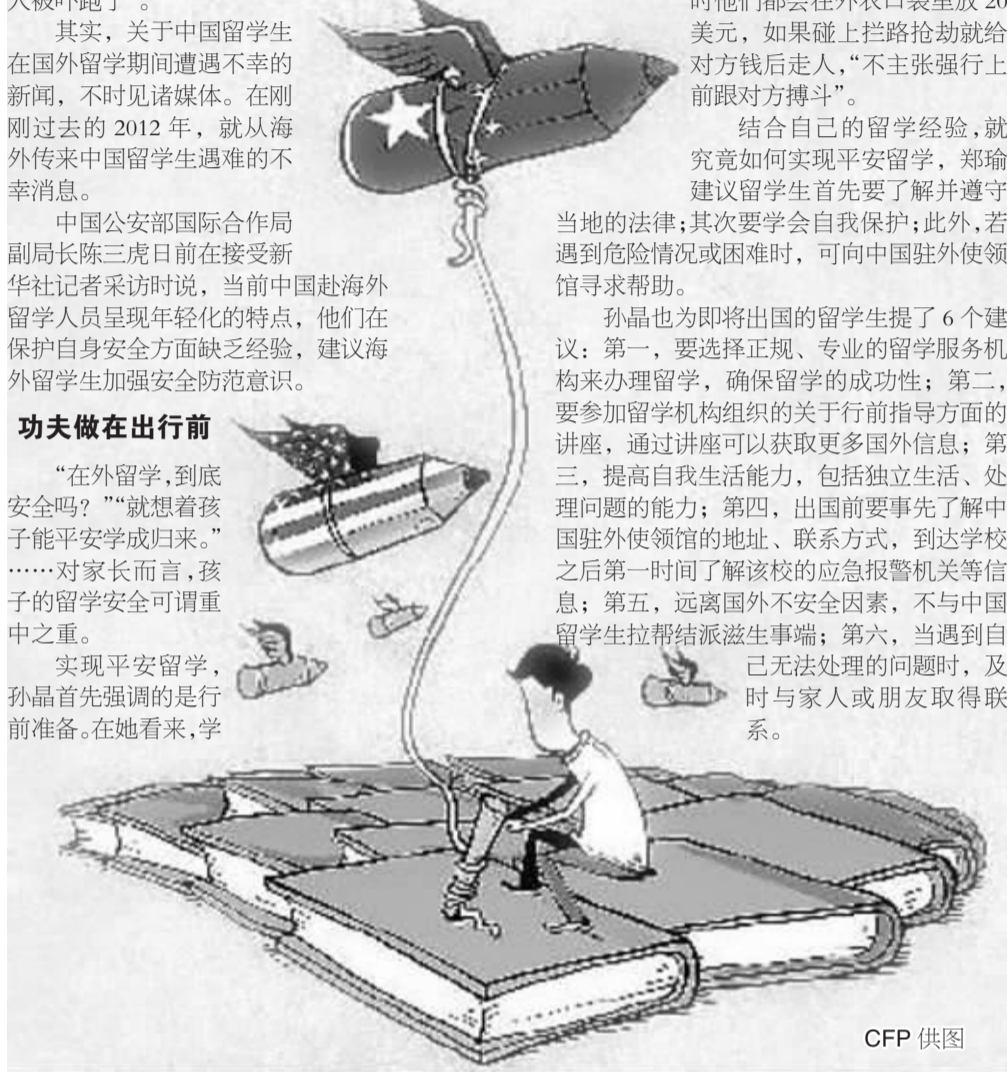 人被吓跑了”。
其实，关于中国留学生
在国外留学期间遭遇不幸的
新闻，不时见诸媒体。在刚
刚过去的 2012 年，就从海
外传来中国留学生遇难的不
幸消息。
中国公安部国际合作局
副局长陈三虎日前在接受新
华社记者采访时说，当前中国赴海外
留学人员呈现年轻化的特点，他们在
保护自身安全方面缺乏经验，建议海
外留学生加强安全防范意识。
功夫做在出行前
“在外留学，到底
安全吗？”“就想着孩
子能平安学成归来。”
……对家长而言，孩
子的留学安全可谓重
中之重。
实现平安留学，
孙晶首先强调的是行
前准备。在她看来，学
时他们都会在外衣口袋里放 20
美元，如果碰上拦路抢劫就给
对方钱后走人，“不主张强行上
前跟对方搏斗”。
结合自己的留学经验，就
究竟如何实现平安留学，郑瑜
建议留学生首先要了解并遵守
当地的法律；其次要学会自我保护；此外，若
遇到危险情况或困难时，可向中国驻外使领
馆寻求帮助。
孙晶也为即将出国的留学生提了 6 个建
议：第一，要选择正规、专业的留学服务机
构来办理留学，确保留学的成功性；第二，
要参加留学机构组织的关于行前指导方面的
讲座，通过讲座可以获取更多国外信息；第
三，提高自我生活能力，包括独立生活、处
理问题的能力；第四，出国前要事先了解中
国驻外使领馆的地址、联系方式，到达学校
之后第一时间了解该校的应急报警机关等信
息；第五，远离国外不安全因素，不与中国
留学生拉帮结派滋生事端；第六，当遇到自
己无法处理的问题时，及
时与家人或朋友取得联
系。
CFP 供图